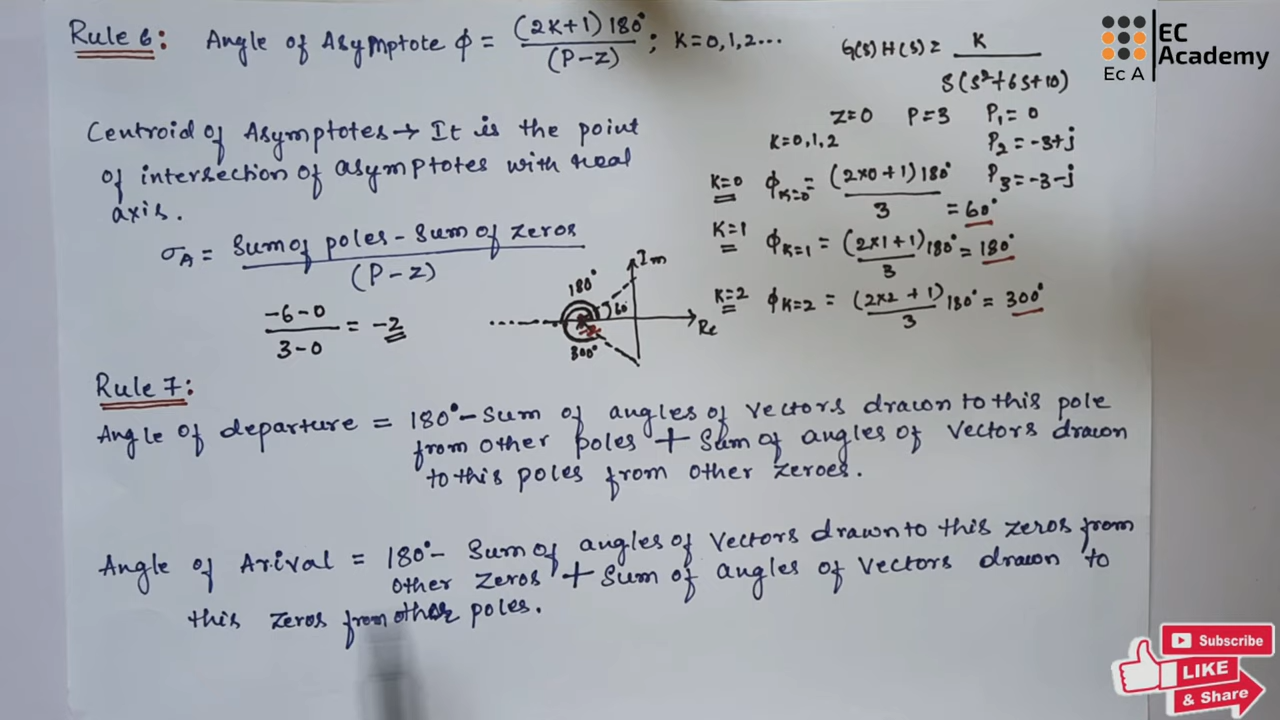 Rule 6: Angle of Asymptote φ = (2K+1)180° / (P-Z) ; K=0,1,2...
Centroid of Asymptotes → It is the point
of intersection of asymptotes with real
axis.
σA = Sum of poles - Sum of zeros / (P-Z)
-6-0 / 3-0 = -2
180°
60°
300°
Im
Re
G(s)H(s)= K / S(S²+6S+10)
Z=0 P=3 P1=0
K=0,1,2 P2=-3+j
P3=-3-j
K=0 φK=0 = (2x0+1)180° / 3 = 60°
K=1 φK=1 = (2x1+1)180° / 3 = 180°
K=2 φK=2 = (2x2+1)180° / 3 = 300°
Rule 7:
Angle of departure = 180° - Sum of angles of vectors drawn to this pole
from other poles + Sum of angles of vectors drawn
to this poles from other zeroes.
Angle of Arival = 180° - Sum of angles of vectors drawn to this zeros from
other zeros + Sum of angles of vectors drawn to
this zeros from other poles.
EC
Academy
Ec A
Subscribe
LIKE
& Share